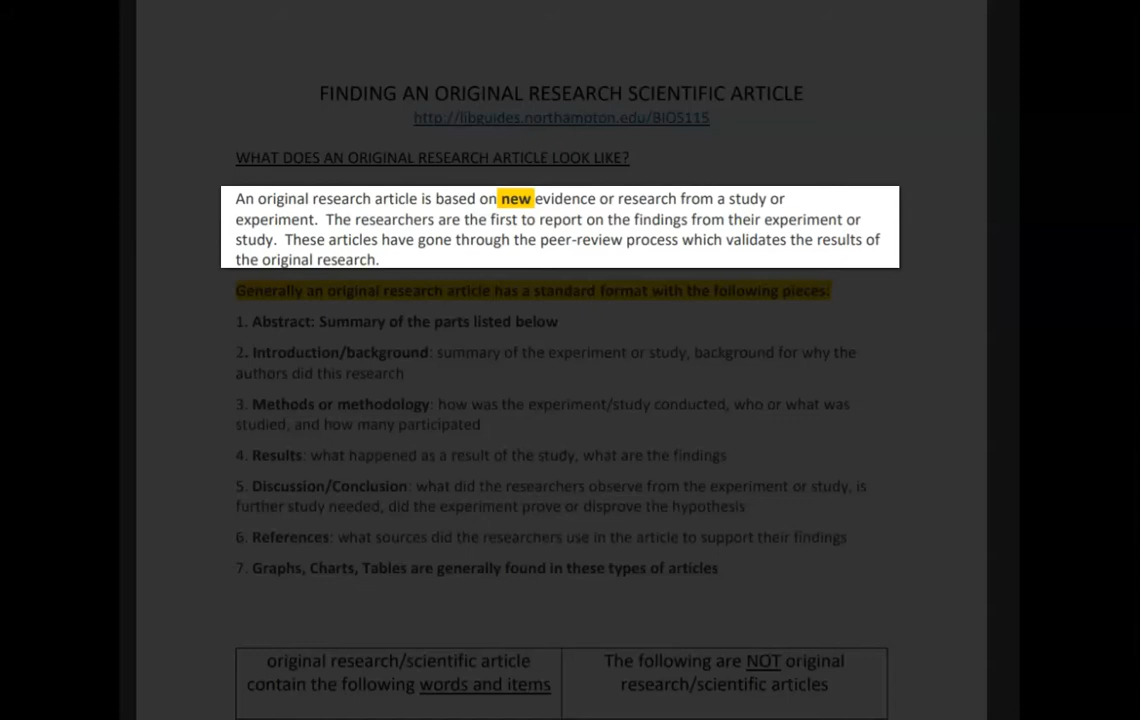 FINDING AN ORIGINAL RESEARCH SCIENTIFIC ARTICLE
http://libguides.northampton.edu/BIOS115
WHAT DOES AN ORIGINAL RESEARCH ARTICLE LOOK LIKE?
An original research article is based on new evidence or research from a study or
experiment. The researchers are the first to report on the findings from their experiment or
study. These articles have gone through the peer-review process which validates the results of
the original research.
Generally an original research article has a standard format with the following pieces:
1. Abstract: Summary of the parts listed below
2. Introduction/background: summary of the experiment or study, background for why the
authors did this research
3. Methods or methodology: how was the experiment/study conducted, who or what was
studied, and how many participated
4. Results: what happened as a result of the study, what are the findings
5. Discussion/Conclusion: what did the researchers observe from the experiment or study, is
further study needed, did the experiment prove or disprove the hypothesis
6. References: what sources did the researchers use in the article to support their findings
7. Graphs, Charts, Tables are generally found in these types of articles
original research/scientific article
contain the following words and items
The following are NOT original
research/scientific articles